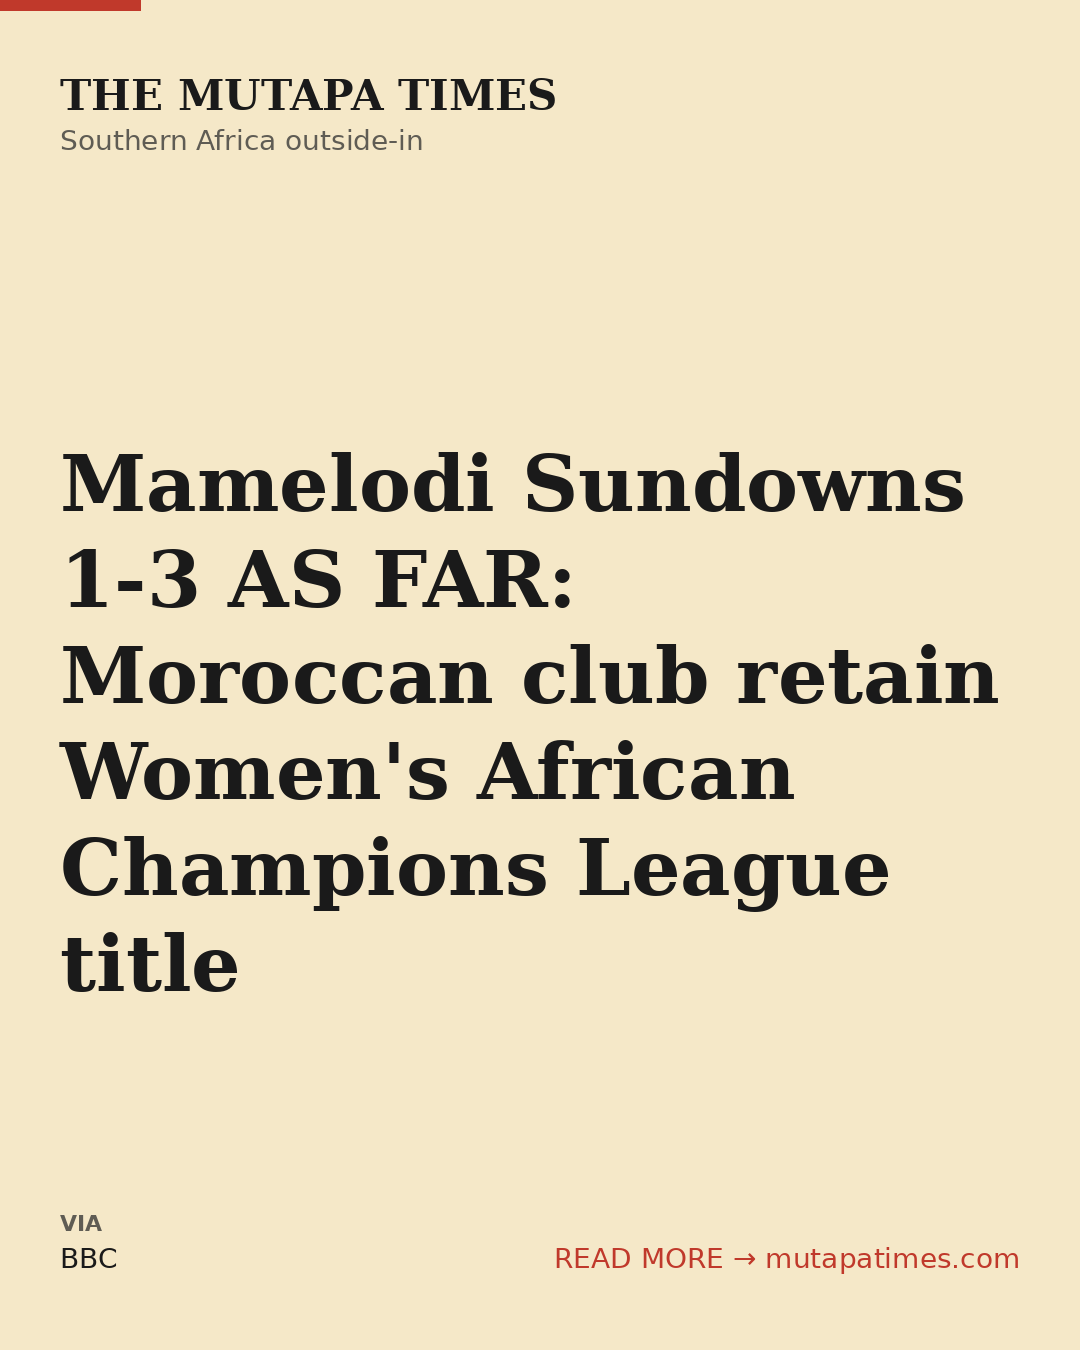 THE MUTAPA TIMES
Southern Africa outside-in
Mamelodi Sundowns
1-3 AS FAR:
Moroccan club retain
Women's African
Champions League
title
VIA
BBC
READ MORE → mutapatimes.com